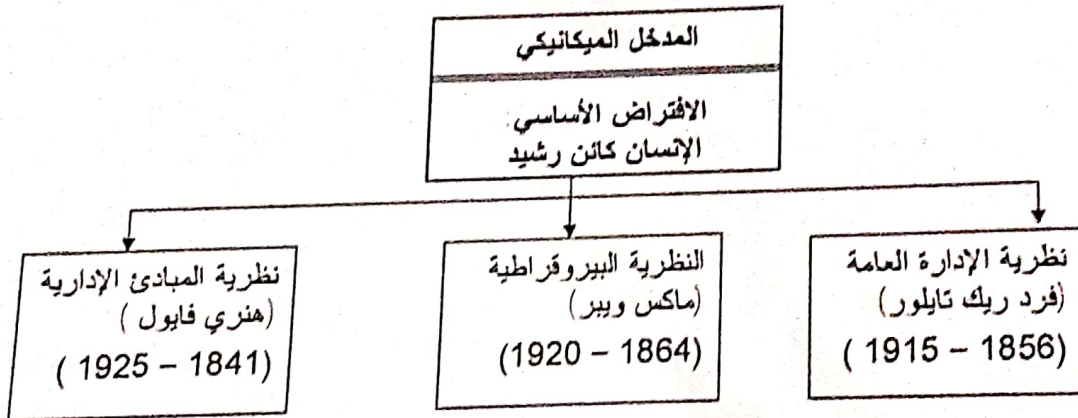 المدخل الميكانيكي
الافتراض الأساسي
الإنسان كائن رشيد
نظرية الإدارة العامة
(فرد ريك تايلور)
(1856 – 1915 )
النظرية البيروقراطية
(ماكس ويبر)
(1864 – 1920)
نظرية المبادئ الإدارية
(هنري فايول )
(1841 – 1925 )